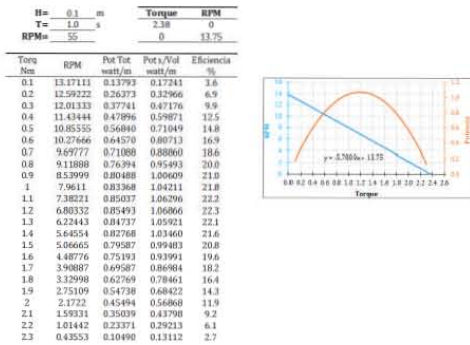 H= 0.1 m Torque RPM
T= 1.0 s 2.38 0
RPM= 55 0 13.75
Torq Nm RPM Pot Tot watt/m Pot s/Vol watt/m Eficiencia %
0.1 13.17111 0.13793 0.17241 3.6
0.2 12.59222 0.26373 0.32966 6.9
0.3 12.01333 0.37741 0.47176 9.9
0.4 11.43444 0.47896 0.59871 12.5
0.5 10.85555 0.56840 0.71049 14.8
0.6 10.27666 0.64570 0.80713 16.9
0.7 9.69777 0.71088 0.88860 18.6
0.8 9.11888 0.76394 0.95493 20.0
0.9 8.53999 0.80488 1.00609 21.0
1 7.9611 0.83368 1.04211 21.8
1.1 7.38221 0.85037 1.06296 22.2
1.2 6.80332 0.85493 1.06866 22.3
1.3 6.22443 0.84737 1.05921 22.1
1.4 5.64554 0.82768 1.03460 21.6
1.5 5.06665 0.79587 0.99483 20.8
1.6 4.48776 0.75193 0.93991 19.6
1.7 3.90887 0.69587 0.86984 18.2
1.8 3.32998 0.62769 0.78461 16.4
1.9 2.75109 0.54738 0.68422 14.3
2 2.1722 0.45494 0.56868 11.9
2.1 1.59331 0.35039 0.43798 9.2
2.2 1.01442 0.23371 0.29213 6.1
2.3 0.43553 0.10490 0.13112 2.7
16
14
12
10
8
6
4
2
0
RPM
y = -5.7889x + 13.75
Potencia
0.0 0.2 0.4 0.6 0.8 1.0 1.2 1.4 1.6 1.8 2.0 2.2 2.4 2.6
Torque